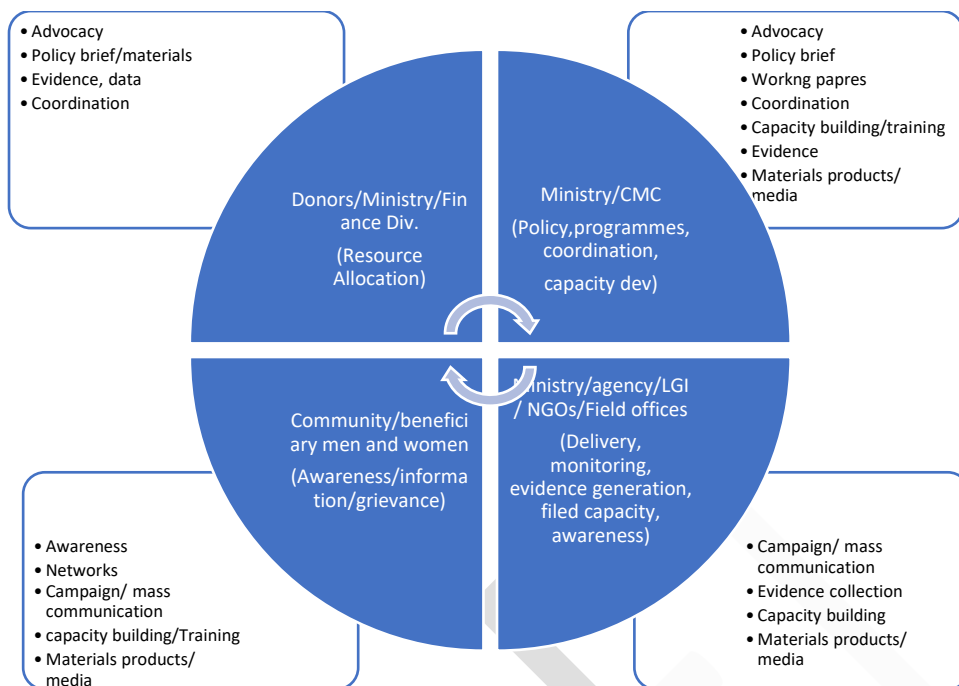 • Advocacy
• Policy brief/materials
• Evidence, data
• Coordination
• Advocacy
• Policy brief
• Workng papres
• Coordination
• Capacity building/training
• Evidence
• Materials products/
media
Donors/Ministry/Fin
ance Div.
(Resource
Allocation)
Ministry/CMC
(Policy,programmes,
coordination,
capacity dev)
Community/benefici
ary men and women
(Awareness/informa
tion/grievance)
Ministry/agency/LGI
/ NGOs/Field offices
(Delivery,
monitoring,
evidence generation,
filed capacity,
awareness)
• Awareness
• Networks
• Campaign/ mass
communication
• capacity building/Training
• Materials products/
media
• Campaign/ mass
communication
• Evidence collection
• Capacity building
• Materials products/
media